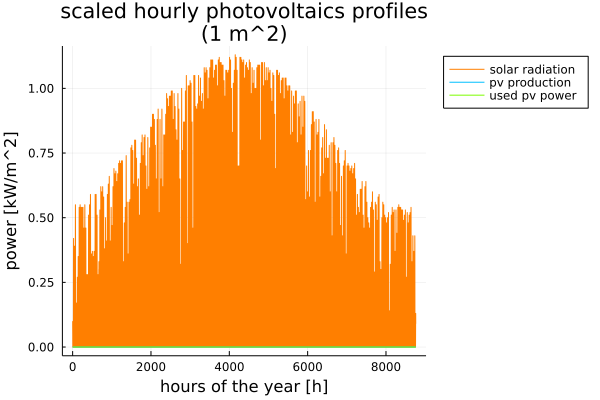 scaled hourly photovoltaics profiles
(1 m^2)
solar radiation
pv production
used pv power
power [kW/m^2]
1.00
0.75
0.50
0.25
0.00
0
2000
4000
6000
8000
hours of the year [h]